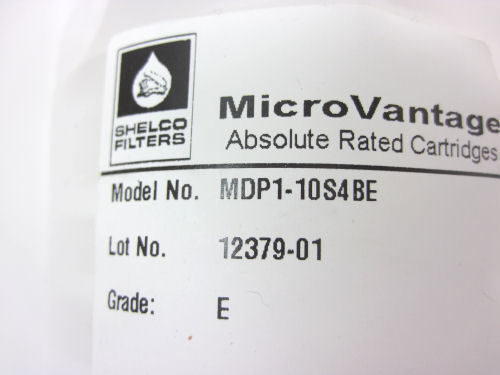 SHELCO
FILTERS
MicroVantage
Absolute Rated Cartridges
Model No. MDP1-10S4BE
Lot No. 12379-01
Grade: E